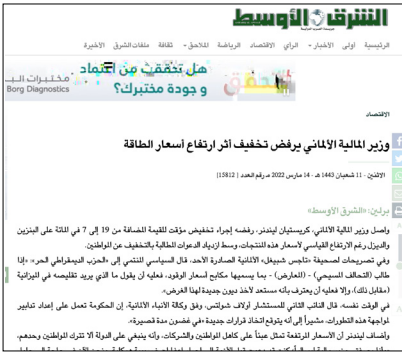 الشرق الأوسط
الرئيسية أولى الأخبار الرأي الاقتصاد الرياضة الملاحق ثقافة ملفات الشرق الأخيرة
هل تحققت من اعتماد
و جودة مختبرك؟
تحقق
مختبرات الـبـ
Borg Diagnostics
الاقتصاد
وزير المالية الألماني يرفض تخفيف أثر ارتفاع أسعار الطاقة
الاثنين - 11 شعبان 1443 هـ - 14 مارس 2022 مـ رقم العدد [15812]
برلين: «الشرق الأوسط»
واصل وزير المالية الألماني، كريستيان ليندنر، رفضه إجراء تخفيض مؤقت للقيمة المضافة من 19 إلى 7 في المائة على البنزين
والديزل رغم الارتفاع القياسي لأسعار هذه المنتجات، وسط ازدياد الدعوات المطالبة بالتخفيف عن المواطنين.
وفي تصريحات لصحيفة «تاجس شبيغل» الألمانية الصادرة الأحد، قال السياسي المنتمي إلى «الحزب الديمقراطي الحر»: «إذا
طالب (التحالف المسيحي) - (المعارض) - بما يسميها مكابح أسعار الوقود، فعليه أن يقول ما الذي يريد تقليصه في الميزانية
(مقابل ذلك)، وإلا فعليه أن يعترف بأنه مستعد لأخذ ديون جديدة لهذا الغرض».
في الوقت نفسه، قال النائب الثاني للمستشار أولاف شولتس، وفق وكالة الأنباء الألمانية، إن الحكومة تعمل على إعداد تدابير
لمواجهة هذه التطورات، مشيراً إلى أنه يتوقع اتخاذ قرارات جديدة «في غضون مدة قصيرة».
وأضاف ليندنر أن الأسعار المرتفعة تمثل عبئاً على كاهل المواطنين والشركات، وأنه ينبغي على الدولة ألا تترك المواطنين وحدهم،